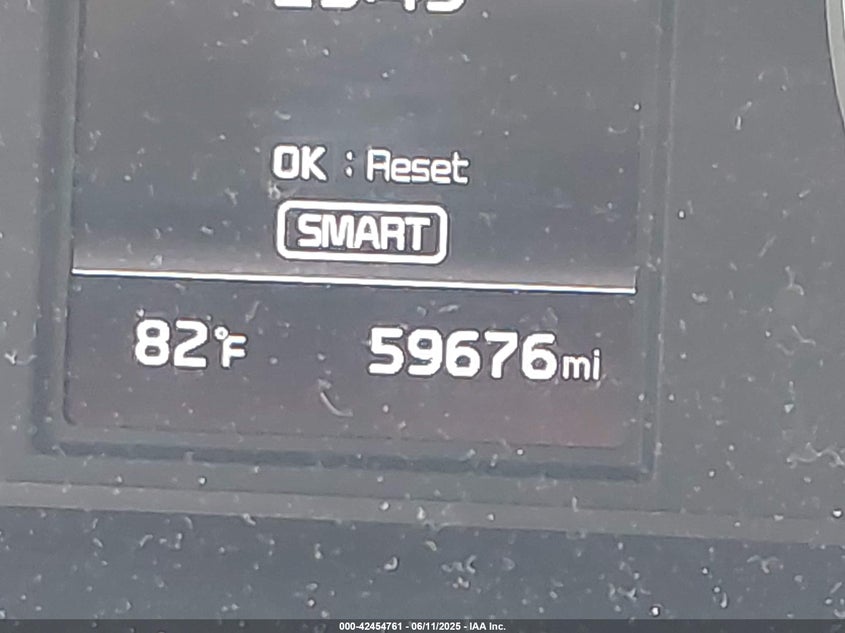 OK : Reset
SMART
82°F 59676mi
000-42454761 - 06/11/2025 - IAA Inc.